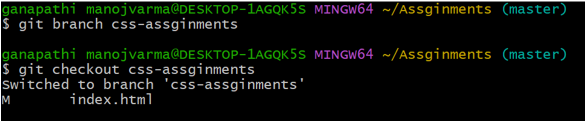 ganapathi manojvarma@DESKTOP-1AGQK5S MINGW64 ~/Assginments (master)
$ git branch css-assginments
ganapathi manojvarma@DESKTOP-1AGQK5S MINGW64 ~/Assginments (master)
$ git checkout css-assginments
Switched to branch 'css-assginments'
M       index.html